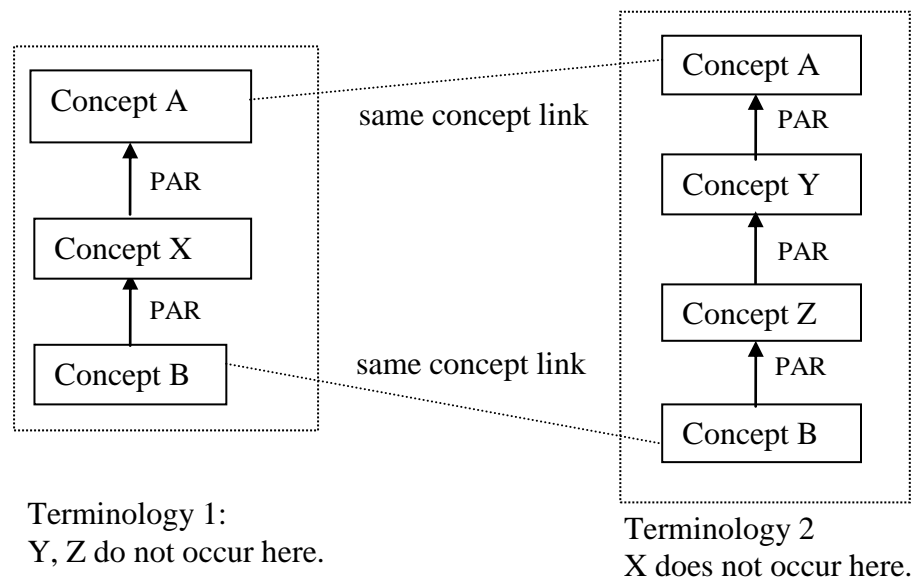 Concept A
PAR
Concept X
PAR
Concept B
Terminology 1:
Y, Z do not occur here.
same concept link
same concept link
Concept A
PAR
Concept Y
PAR
Concept Z
PAR
Concept B
Terminology 2
X does not occur here.